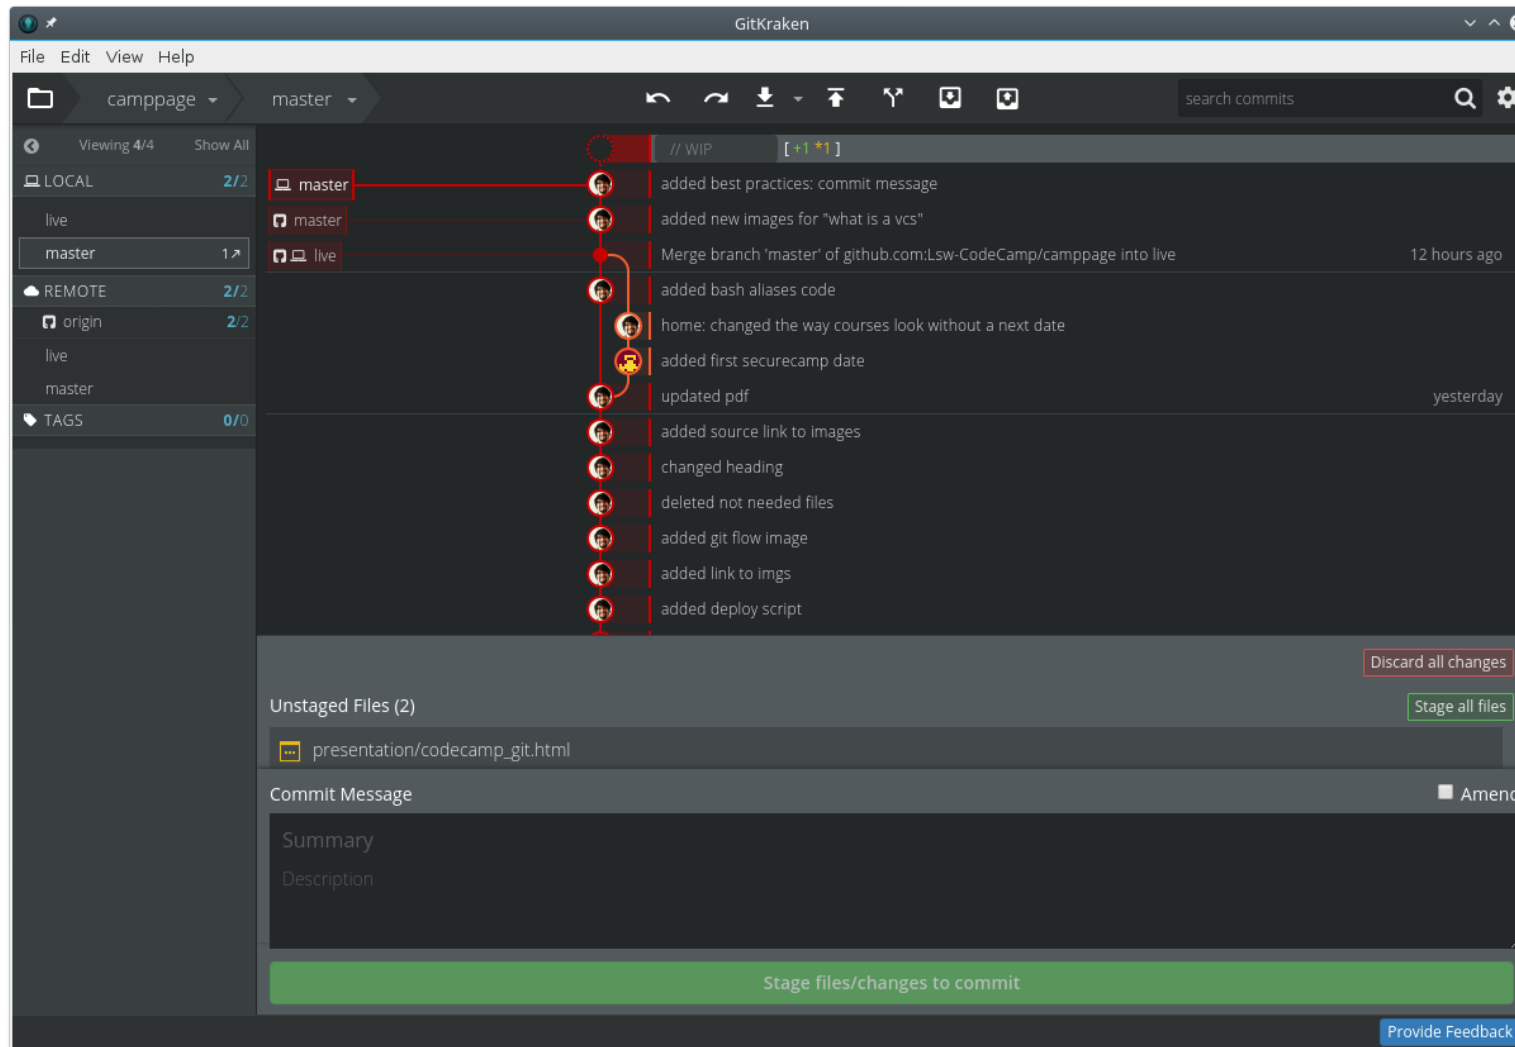 GitKraken
File Edit View Help
camppage master search commits
Viewing 4/4 Show All
// WIP [ +1 *1 ]
LOCAL 2/2
master added best practices: commit message
live
master added new images for "what is a vcs"
master 1↗
live Merge branch 'master' of github.com:Lsw-CodeCamp/camppage into live 12 hours ago
REMOTE 2/2
added bash aliases code
origin 2/2
home: changed the way courses look without a next date
live
added first securecamp date
master
updated pdf yesterday
TAGS 0/0
added source link to images
changed heading
deleted not needed files
added git flow image
added link to imgs
added deploy script
Discard all changes
Unstaged Files (2) Stage all files
presentation/codecamp_git.html
Commit Message Amend
Summary
Description
Stage files/changes to commit
Provide Feedback